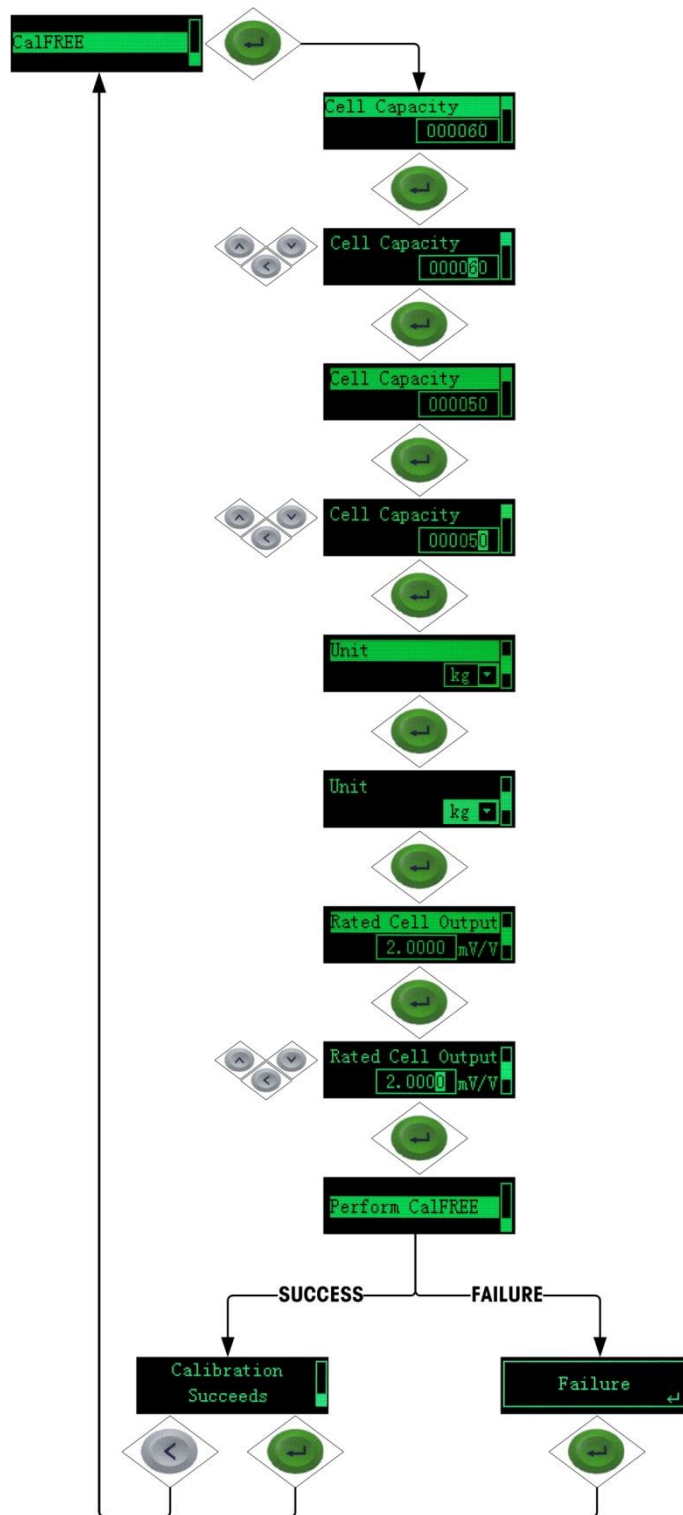 CalFREE
Cell Capacity
000060
Cell Capacity
000060
Cell Capacity
000050
Cell Capacity
000050
Unit
kg
Unit
kg
Rated Cell Output
2.0000 mV/V
Rated Cell Output
2.0000 mV/V
Perform CalFREE
SUCCESS FAILURE
Calibration
Succeeds
Failure